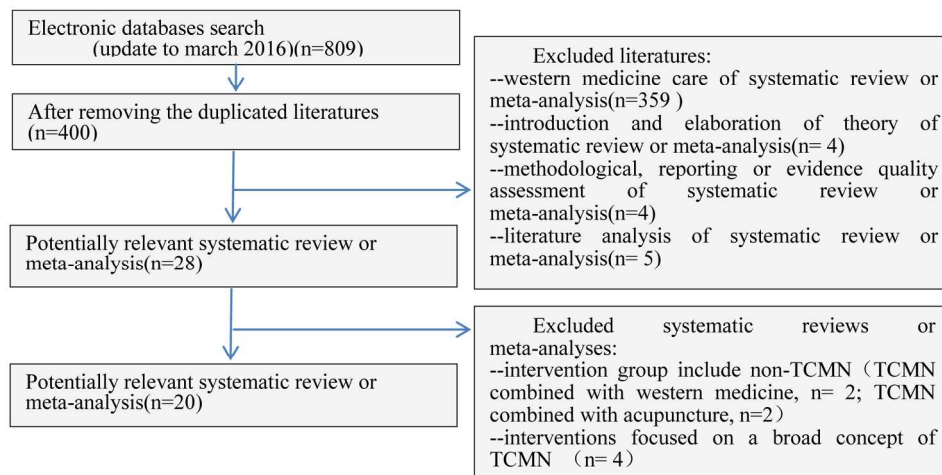 Electronic databases search
(update to march 2016)(n=809)
After removing the duplicated literatures
(n=400)
Potentially relevant systematic review or
meta-analysis(n=28)
Potentially relevant systematic review or
meta-analysis(n=20)
Excluded literatures:
--western medicine care of systematic review or
meta-analysis(n=359 )
--introduction and elaboration of theory of
systematic review or meta-analysis(n= 4)
--methodological, reporting or evidence quality
assessment of systematic review or
meta-analysis(n=4)
--literature analysis of systematic review or
meta-analysis(n= 5)
Excluded systematic reviews or
meta-analyses:
--intervention group include non-TCMN（TCMN
combined with western medicine, n= 2; TCMN
combined with acupuncture, n=2）
--interventions focused on a broad concept of
TCMN （n= 4）